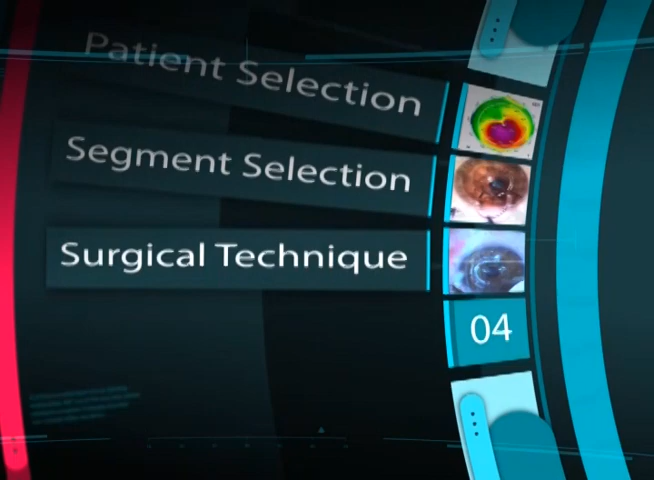 Patient Selection
Segment Selection
Surgical Technique
04